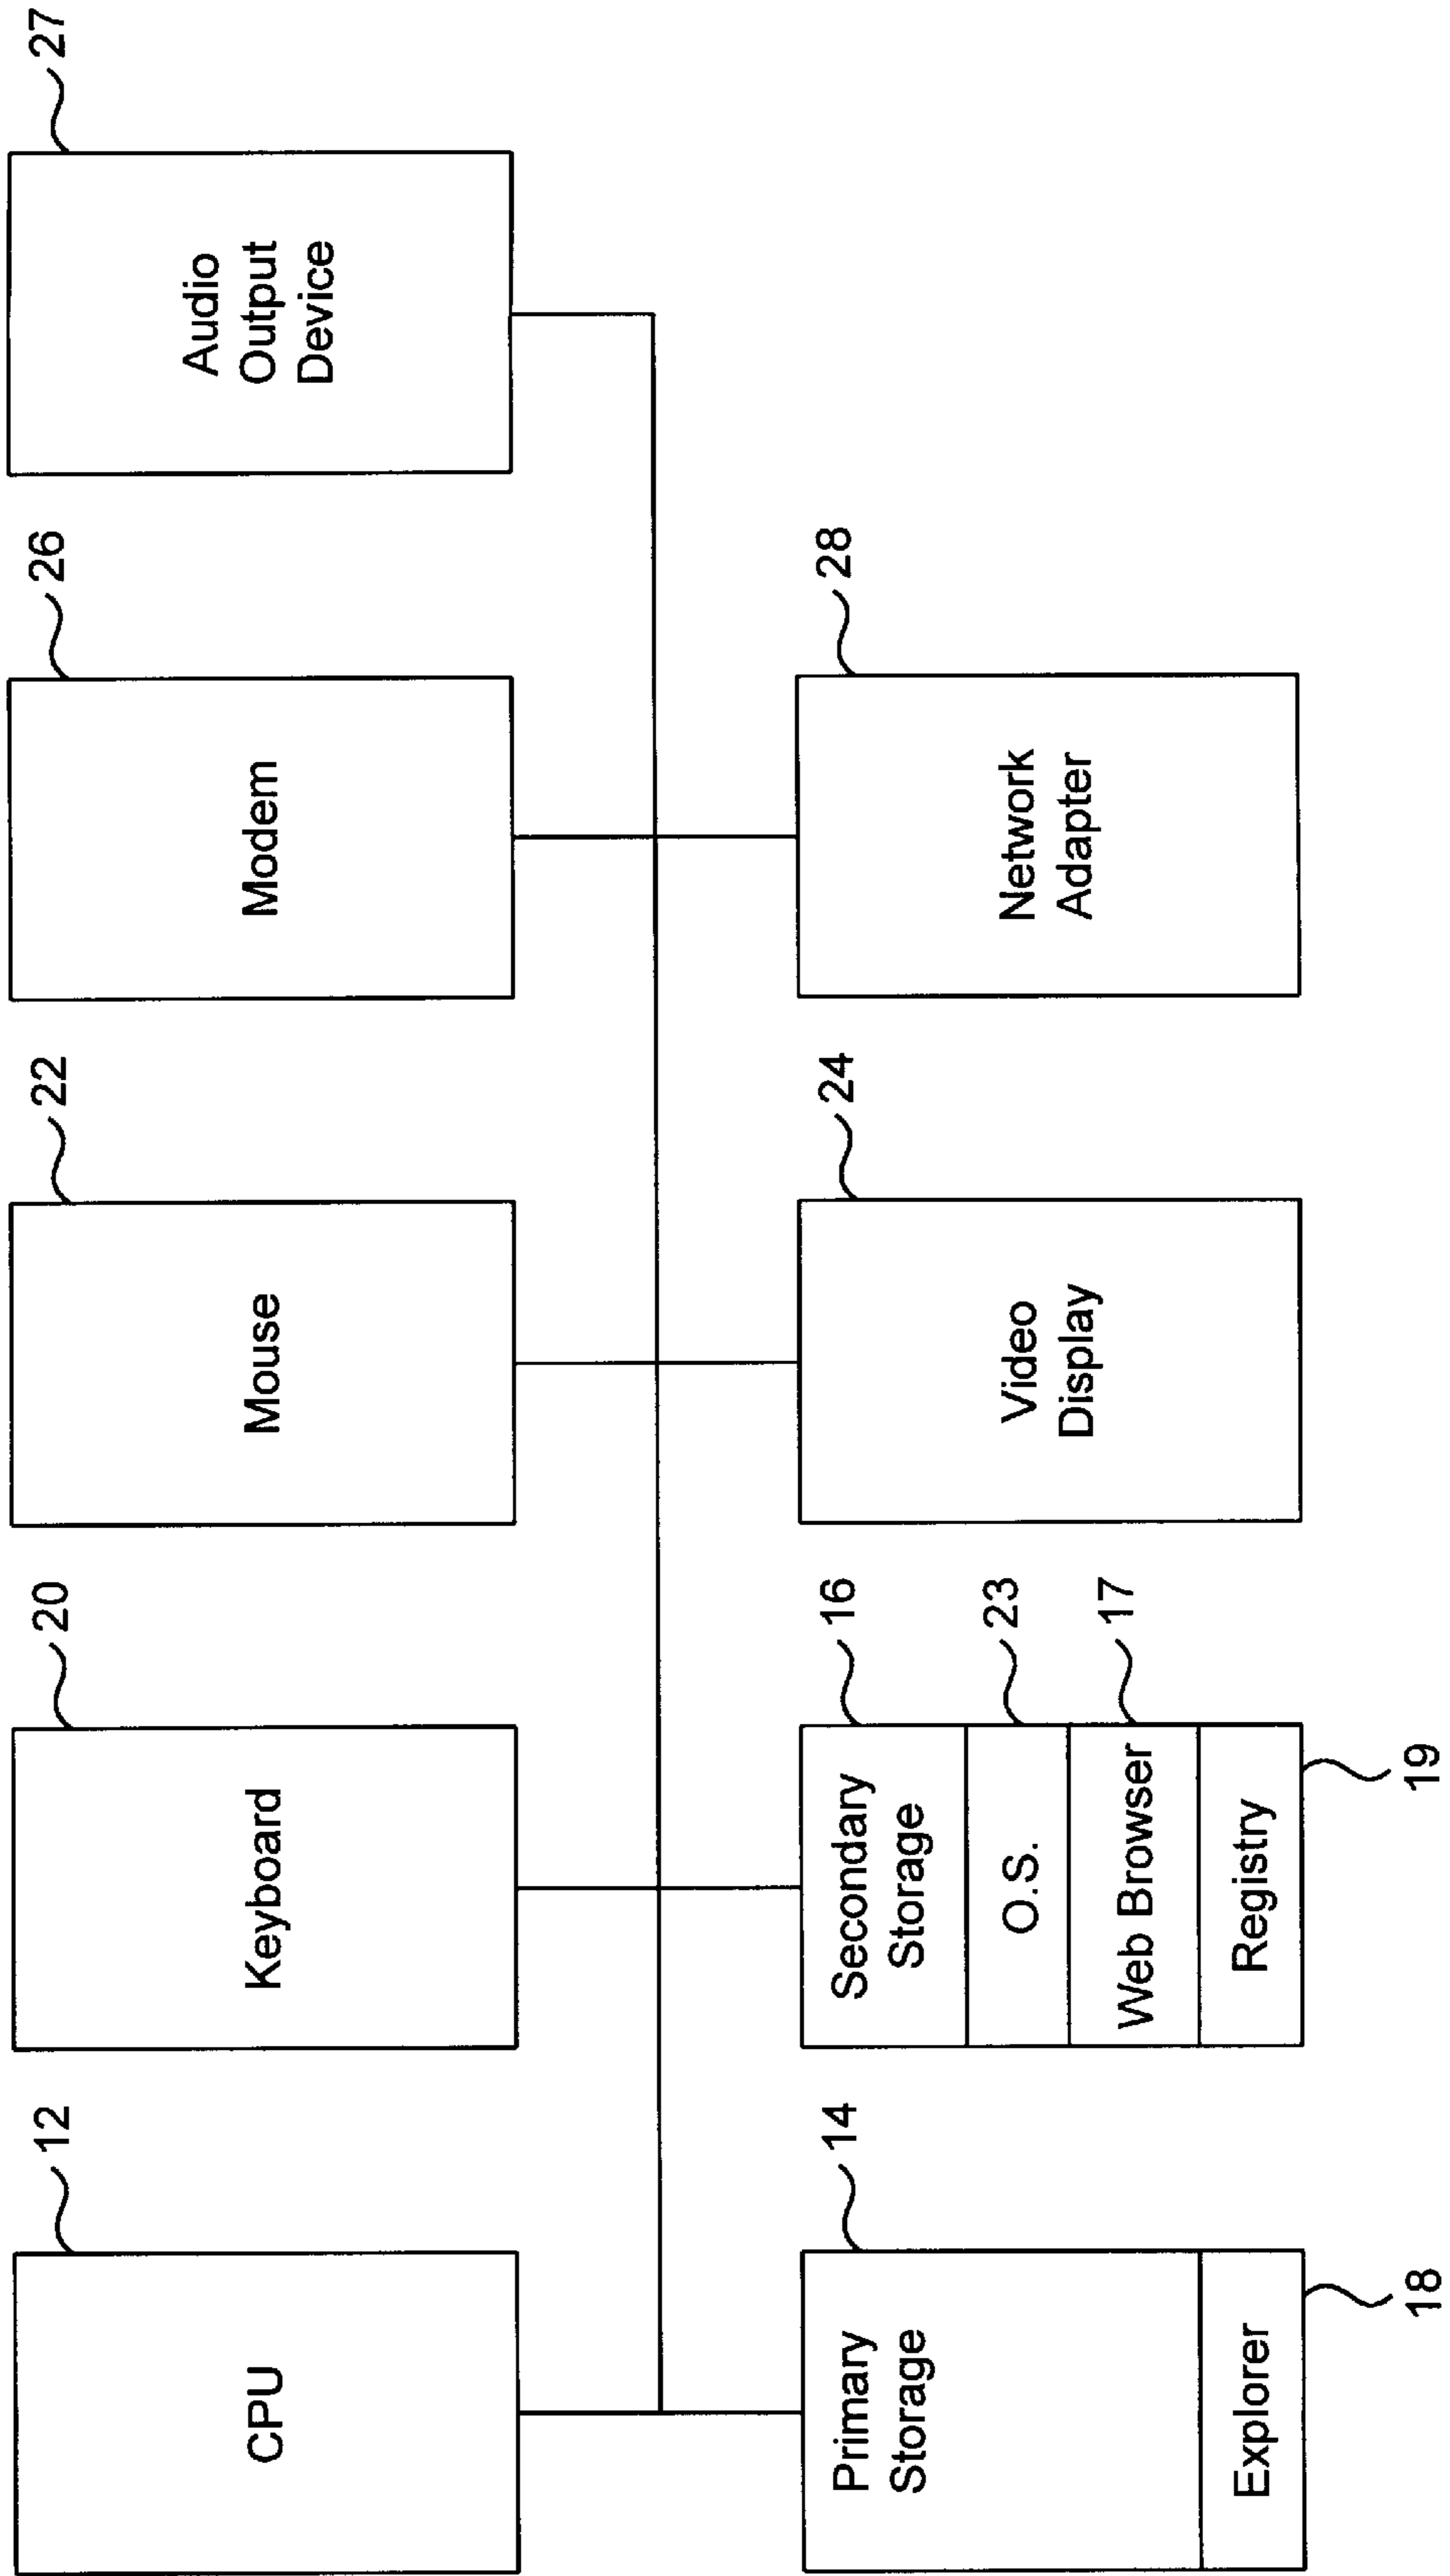 12
CPU
20
Keyboard
22
Mouse
26
Modem
27
Audio
Output
Device
14
Primary
Storage
Explorer
18
16
Secondary
Storage
23
O.S.
17
Web Browser
Registry
19
24
Video
Display
28
Network
Adapter